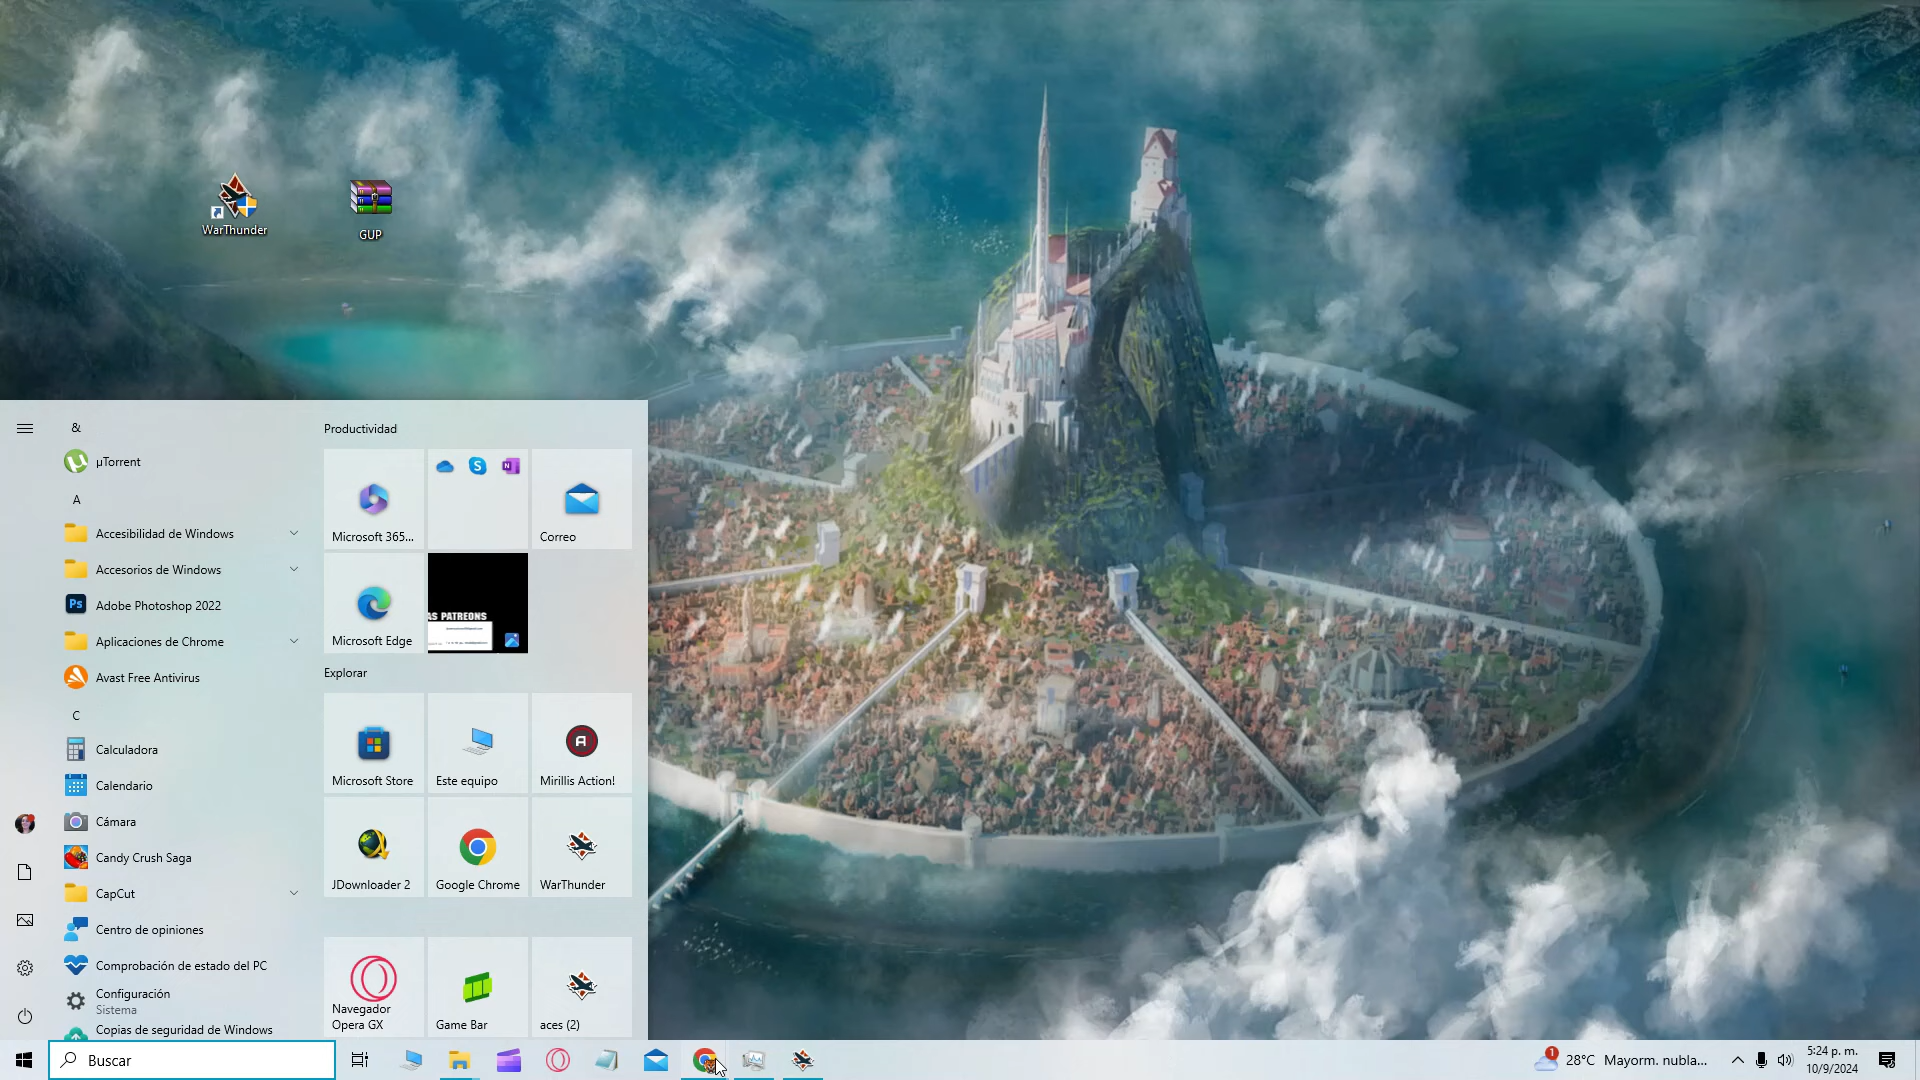 WarThunder
GUP
&
µTorrent
A
Accesibilidad de Windows
Accesorios de Windows
Adobe Photoshop 2022
Aplicaciones de Chrome
Avast Free Antivirus
C
Calculadora
Calendario
Cámara
Candy Crush Saga
CapCut
Centro de opiniones
Comprobación de estado del PC
Configuración
Sistema
Copias de seguridad de Windows
Productividad
Microsoft 365...
Correo
Microsoft Edge
AS PATREONS
Explorar
Microsoft Store
Este equipo
Mirillis Action!
JDownloader 2
Google Chrome
WarThunder
Navegador
Opera GX
Game Bar
aces (2)
Buscar
1
28°C Mayorm. nubla...
5:24 p. m.
10/9/2024